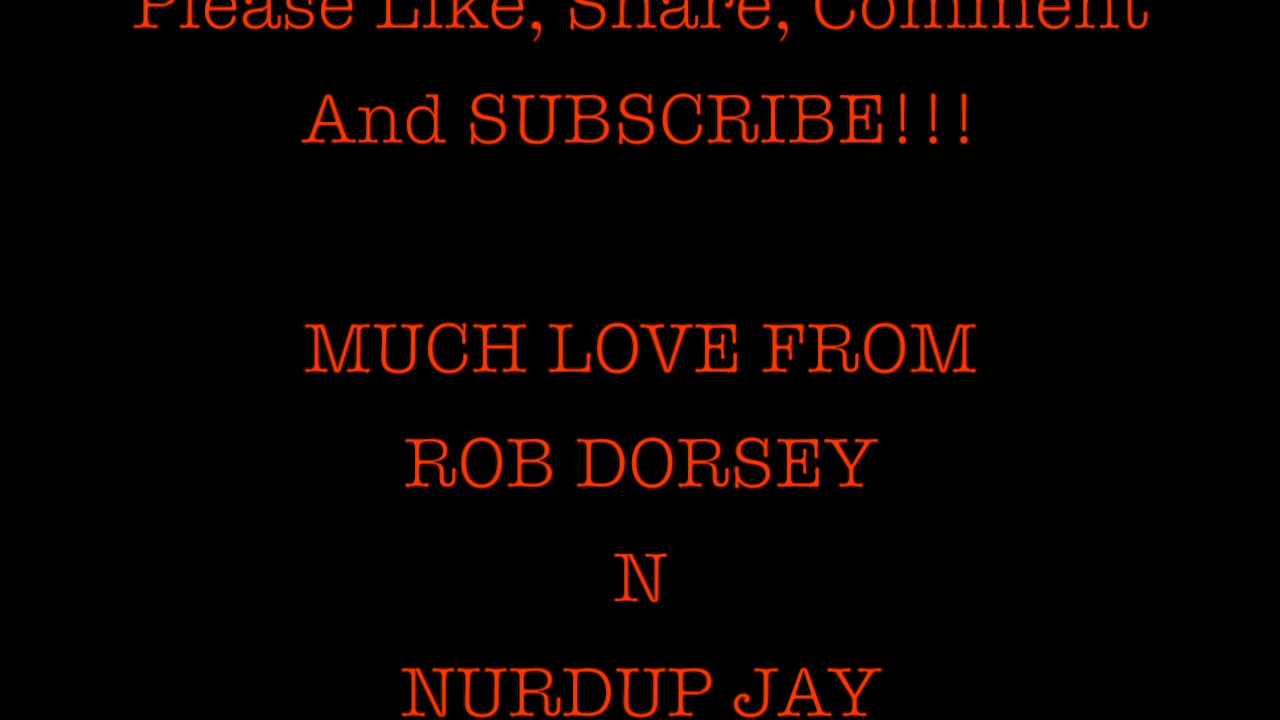 Please Like, Share, Comment
And SUBSCRIBE!!!
MUCH LOVE FROM
ROB DORSEY
N
NURDUP JAY